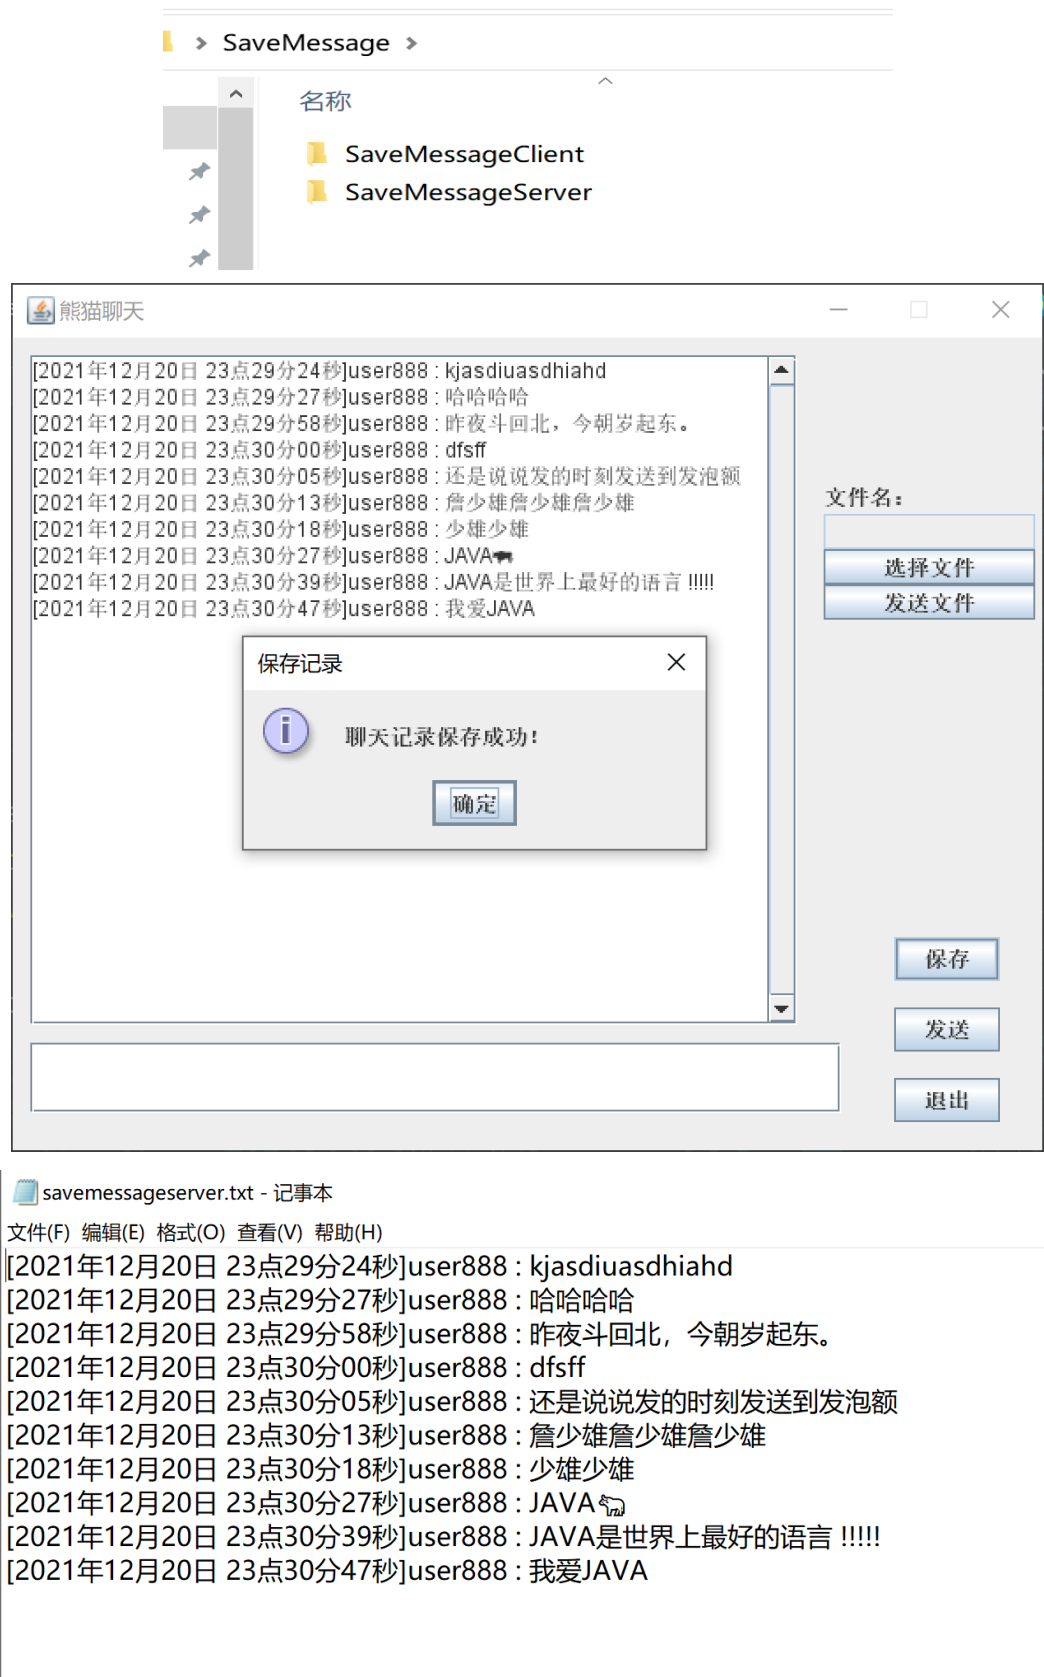 SaveMessage
名称
SaveMessageClient
SaveMessageServer
熊猫聊天
[2021年12月20日 23点29分24秒]user888 : kjasdiuasdhiahd
[2021年12月20日 23点29分27秒]user888 : 哈哈哈哈
[2021年12月20日 23点29分58秒]user888 : 昨夜斗回北，今朝岁起东。
[2021年12月20日 23点30分00秒]user888 : dfsff
[2021年12月20日 23点30分05秒]user888 : 还是说说发的时刻发送到发泡额
[2021年12月20日 23点30分13秒]user888 : 詹少雄詹少雄詹少雄
[2021年12月20日 23点30分18秒]user888 : 少雄少雄
[2021年12月20日 23点30分27秒]user888 : JAVA🐂
[2021年12月20日 23点30分39秒]user888 : JAVA是世界上最好的语言 !!!!!
[2021年12月20日 23点30分47秒]user888 : 我爱JAVA
文件名：
选择文件
发送文件
保存记录
聊天记录保存成功！
确定
保存
发送
退出
savemessageserver.txt - 记事本
文件(F) 编辑(E) 格式(O) 查看(V) 帮助(H)
[2021年12月20日 23点29分24秒]user888 : kjasdiuasdhiahd
[2021年12月20日 23点29分27秒]user888 : 哈哈哈哈
[2021年12月20日 23点29分58秒]user888 : 昨夜斗回北，今朝岁起东。
[2021年12月20日 23点30分00秒]user888 : dfsff
[2021年12月20日 23点30分05秒]user888 : 还是说说发的时刻发送到发泡额
[2021年12月20日 23点30分13秒]user888 : 詹少雄詹少雄詹少雄
[2021年12月20日 23点30分18秒]user888 : 少雄少雄
[2021年12月20日 23点30分27秒]user888 : JAVA🐂
[2021年12月20日 23点30分39秒]user888 : JAVA是世界上最好的语言 !!!!!
[2021年12月20日 23点30分47秒]user888 : 我爱JAVA